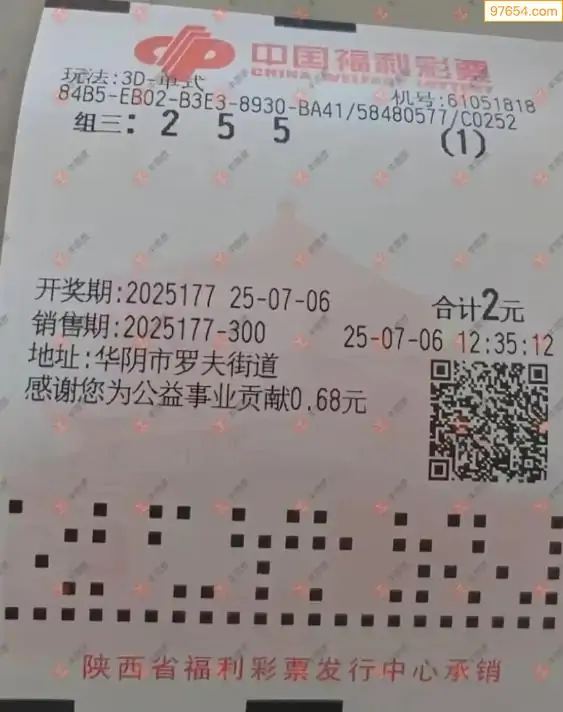 97654.com
中国福利彩票
CHINA WELFARE LOTTERY
玩法:3D-单式
机号:61051818
84B5-EB02-B3E3-8930-BA41/58480577/C0252
组三: 2 5 5 (1)
开奖期:2025177 25-07-06 合计2元
销售期:2025177-300 25-07-06 12:35:12
地址:华阴市罗夫街道
感谢您为公益事业贡献0.68元
陕西省福利彩票发行中心承销